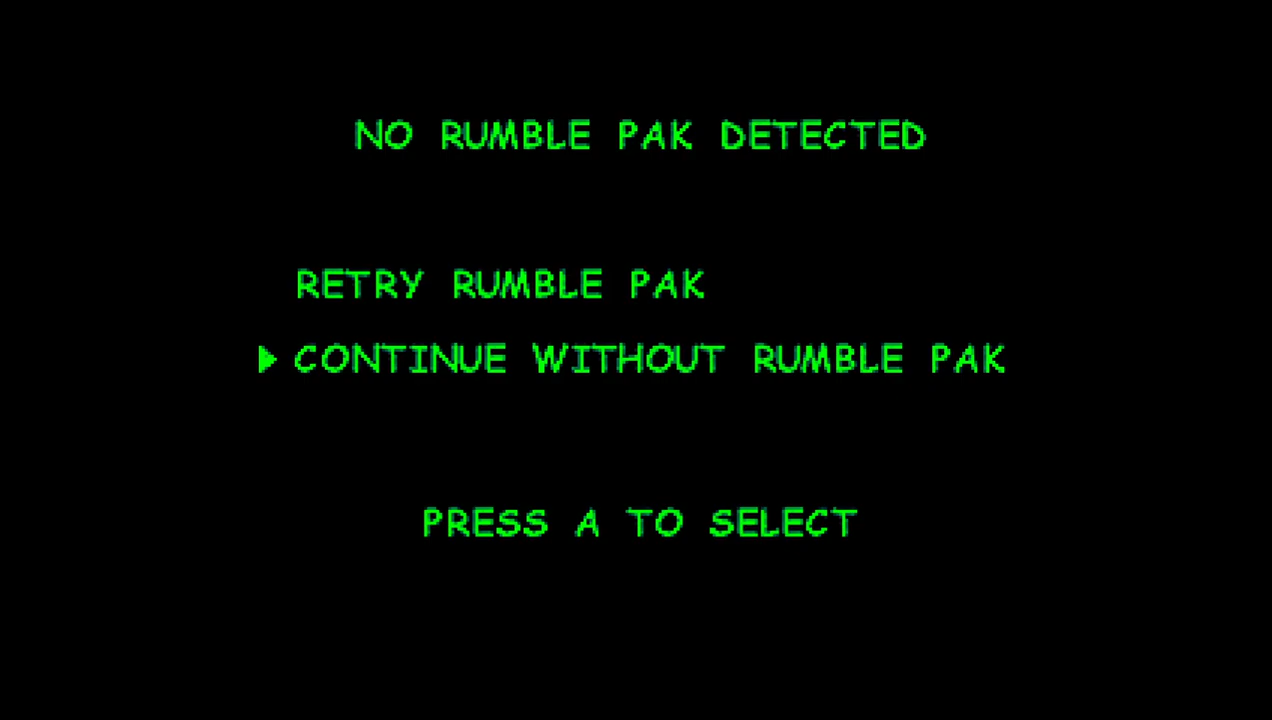 NO RUMBLE PAK DETECTED
RETRY RUMBLE PAK
CONTINUE WITHOUT RUMBLE PAK
PRESS A TO SELECT